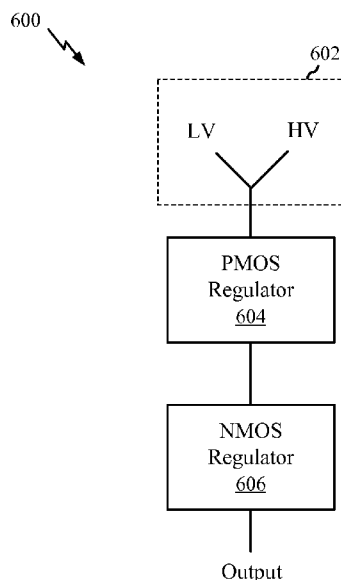 600
602
LV HV
PMOS
Regulator
604
NMOS
Regulator
606
Output